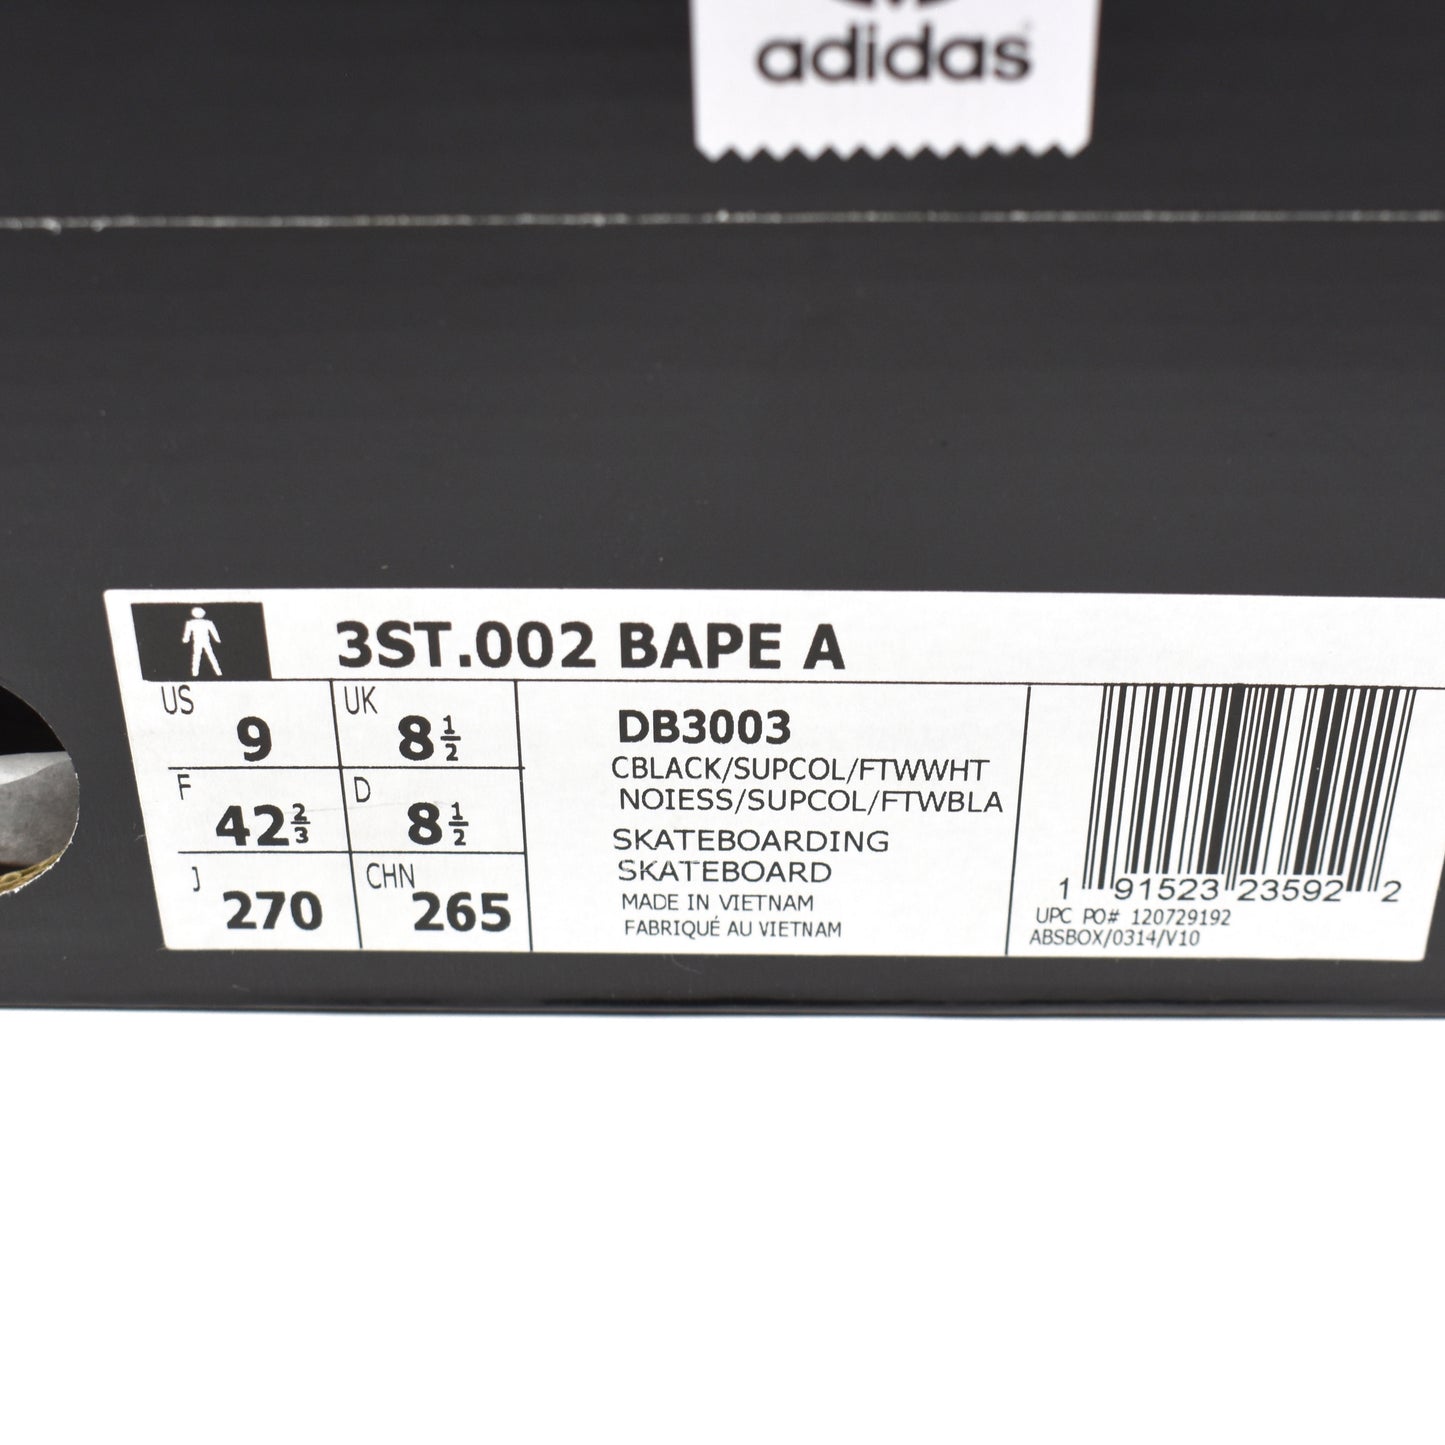 adidas
3ST.002 BAPE A
US 9 UK 8 1/2
F 42 2/3 D 8 1/2
J 270 CHN 265
DB3003
CBLACK/SUPCOL/FTWWHT
NOIESS/SUPCOL/FTWBLA
SKATEBOARDING
SKATEBOARD
MADE IN VIETNAM
FABRIQUÉ AU VIETNAM
1 91523 23592 2
UPC PO# 120729192
ABSBOX/0314/V10